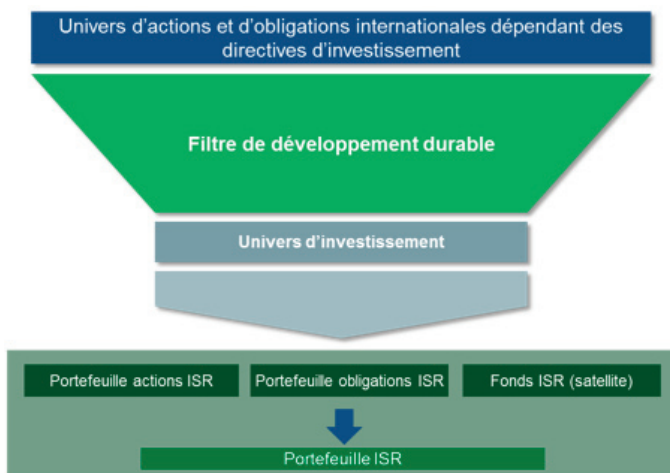 Univers d'actions et d'obligations internationales dépendant des
directives d'investissement
Filtre de développement durable
Univers d'investissement
Portefeuille actions ISR
Portefeuille obligations ISR
Fonds ISR (satellite)
Portefeuille ISR